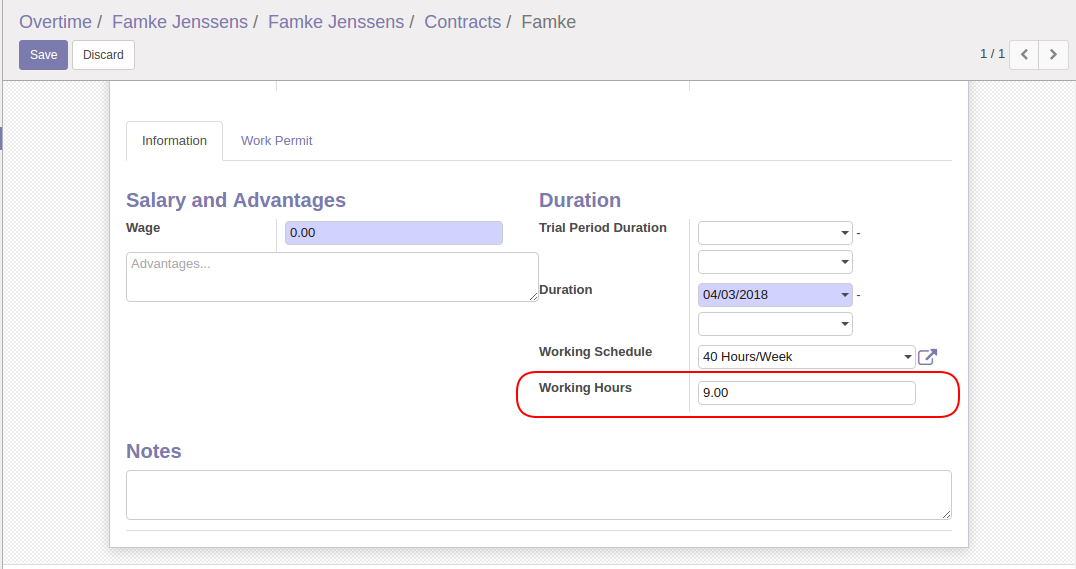 Overtime / Famke Jenssens / Famke Jenssens / Contracts / Famke
Save Discard 1 / 1
Information Work Permit
Salary and Advantages
Wage 0.00
Advantages...
Duration
Trial Period Duration -
Duration 04/03/2018 -
Working Schedule 40 Hours/Week
Working Hours 9.00
Notes